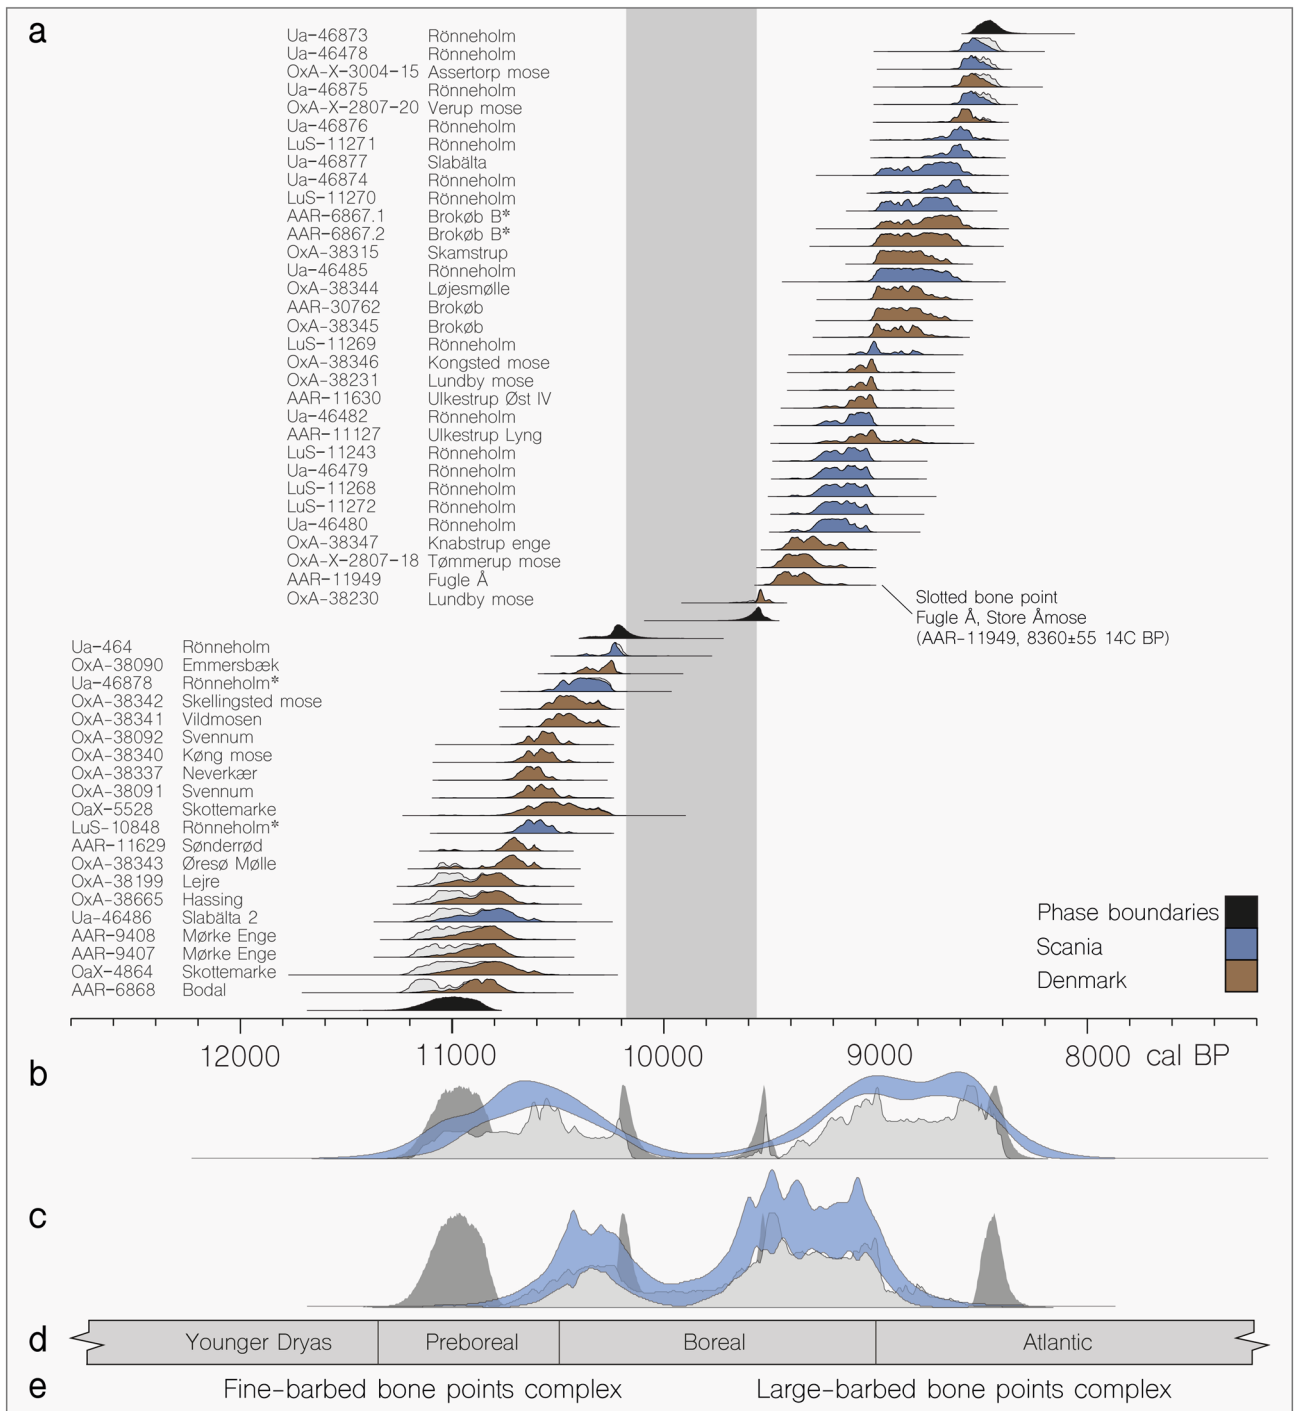 a
Ua-46873 Rönneholm
Ua-46478 Rönneholm
OxA-X-3004-15 Assertorp mose
Ua-46875 Rönneholm
OxA-X-2807-20 Verup mose
Ua-46876 Rönneholm
LuS-11271 Rönneholm
Ua-46877 Slabälta
Ua-46874 Rönneholm
LuS-11270 Rönneholm
AAR-6867.1 Brokøb B*
AAR-6867.2 Brokøb B*
OxA-38315 Skamstrup
Ua-46485 Rönneholm
OxA-38344 Løjesmølle
AAR-30762 Brokøb
OxA-38345 Brokøb
LuS-11269 Rönneholm
OxA-38346 Kongsted mose
OxA-38231 Lundby mose
AAR-11630 Ulkestrup Øst IV
Ua-46482 Rönneholm
AAR-11127 Ulkestrup Lyng
LuS-11243 Rönneholm
Ua-46479 Rönneholm
LuS-11268 Rönneholm
LuS-11272 Rönneholm
Ua-46480 Rönneholm
OxA-38347 Knabstrup enge
OxA-X-2807-18 Tømmerup mose
AAR-11949 Fugle Å
OxA-38230 Lundby mose
Slotted bone point
Fugle Å, Store Åmose
(AAR-11949, 8360±55 14C BP)
Ua-464 Rönneholm
OxA-38090 Emmersbæk
Ua-46878 Rönneholm*
OxA-38342 Skellingsted mose
OxA-38341 Vildmosen
OxA-38092 Svennum
OxA-38340 Køng mose
OxA-38337 Neverkær
OxA-38091 Svennum
OaX-5528 Skottemarke
LuS-10848 Rönneholm*
AAR-11629 Sønderrød
OxA-38343 Øresø Mølle
OxA-38199 Lejre
OxA-38665 Hassing
Ua-46486 Slabälta 2
AAR-9408 Mørke Enge
AAR-9407 Mørke Enge
OaX-4864 Skottemarke
AAR-6868 Bodal
Phase boundaries
Scania
Denmark
12000 11000 10000 9000 8000 cal BP
b
c
d
Younger Dryas Preboreal Boreal Atlantic
e
Fine-barbed bone points complex Large-barbed bone points complex